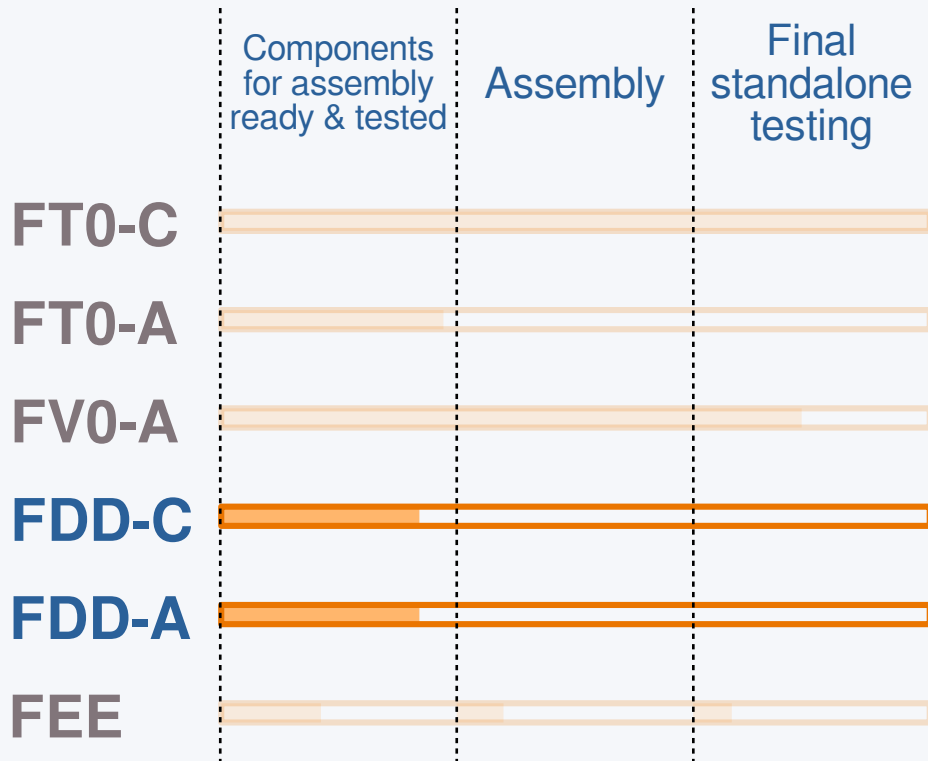 Components
for assembly
ready & tested
Assembly
Final
standalone
testing
FT0-C
FT0-A
FV0-A
FDD-C
FDD-A
FEE